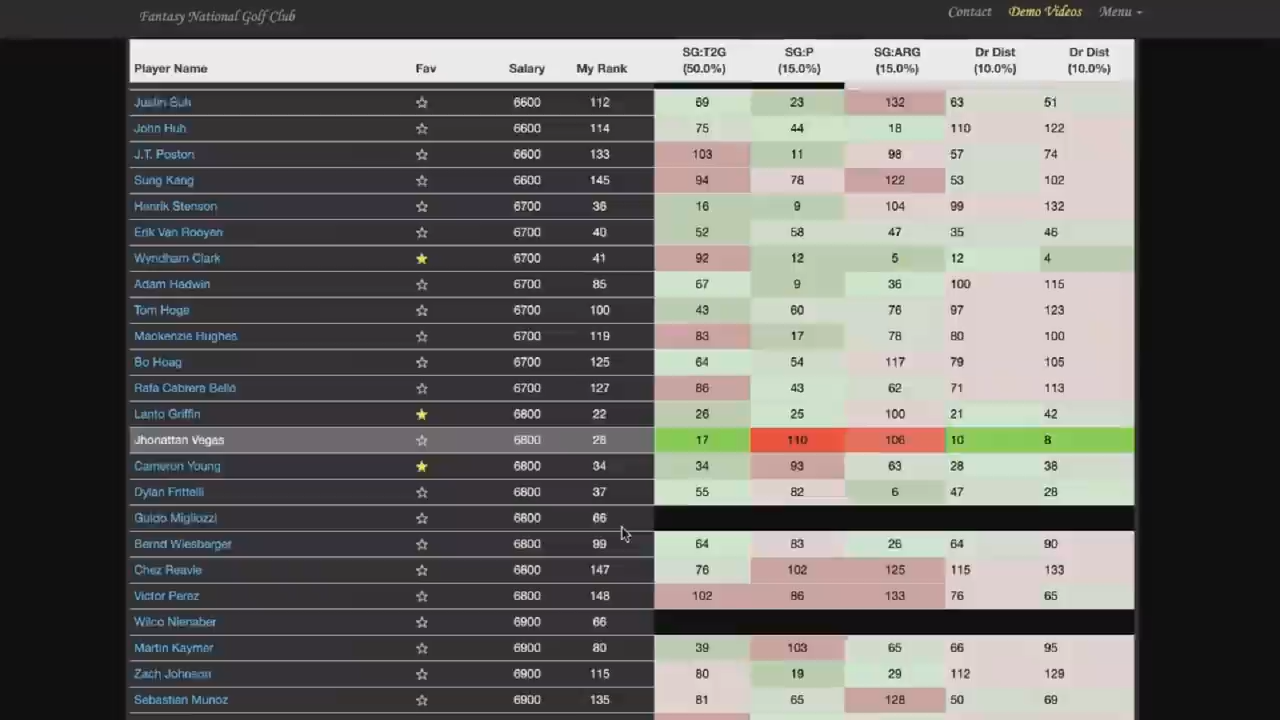 Fantasy National Golf Club
Contact Demo Videos Menu
SG:T2G SG:P SG:ARG Dr Dist Dr Dist
Player Name Fav Salary My Rank (50.0%) (15.0%) (15.0%) (10.0%) (10.0%)
Justin Suh 6600 112 69 23 132 63 51
John Huh 6600 114 75 44 18 110 122
J.T. Poston 6600 133 103 11 98 57 74
Sung Kang 6600 145 94 78 122 53 102
Henrik Stenson 6700 36 16 9 104 99 132
Erik Van Rooyen 6700 40 52 58 47 35 46
Wyndham Clark 6700 41 92 12 5 12 4
Adam Hadwin 6700 85 67 9 36 100 115
Tom Hoge 6700 100 43 60 76 97 123
Mackenzie Hughes 6700 119 83 17 78 80 100
Bo Hoag 6700 125 64 54 117 79 105
Rafa Cabrera Bello 6700 127 86 43 62 71 113
Lanto Griffin 6800 22 26 25 100 21 42
Jhonattan Vegas 6800 28 17 110 106 10 8
Cameron Young 6800 34 34 93 63 28 38
Dylan Frittelli 6800 37 55 82 6 47 28
Guido Migliozzi 6800 66
Bernd Wiesberger 6800 99 64 83 26 64 90
Chez Reavie 6800 147 76 102 125 115 133
Victor Perez 6800 148 102 86 133 76 65
Wilco Nienaber 6900 66
Martin Kaymer 6900 80 39 103 65 66 95
Zach Johnson 6900 115 80 19 29 112 129
Sebastian Munoz 6900 135 81 65 128 50 69